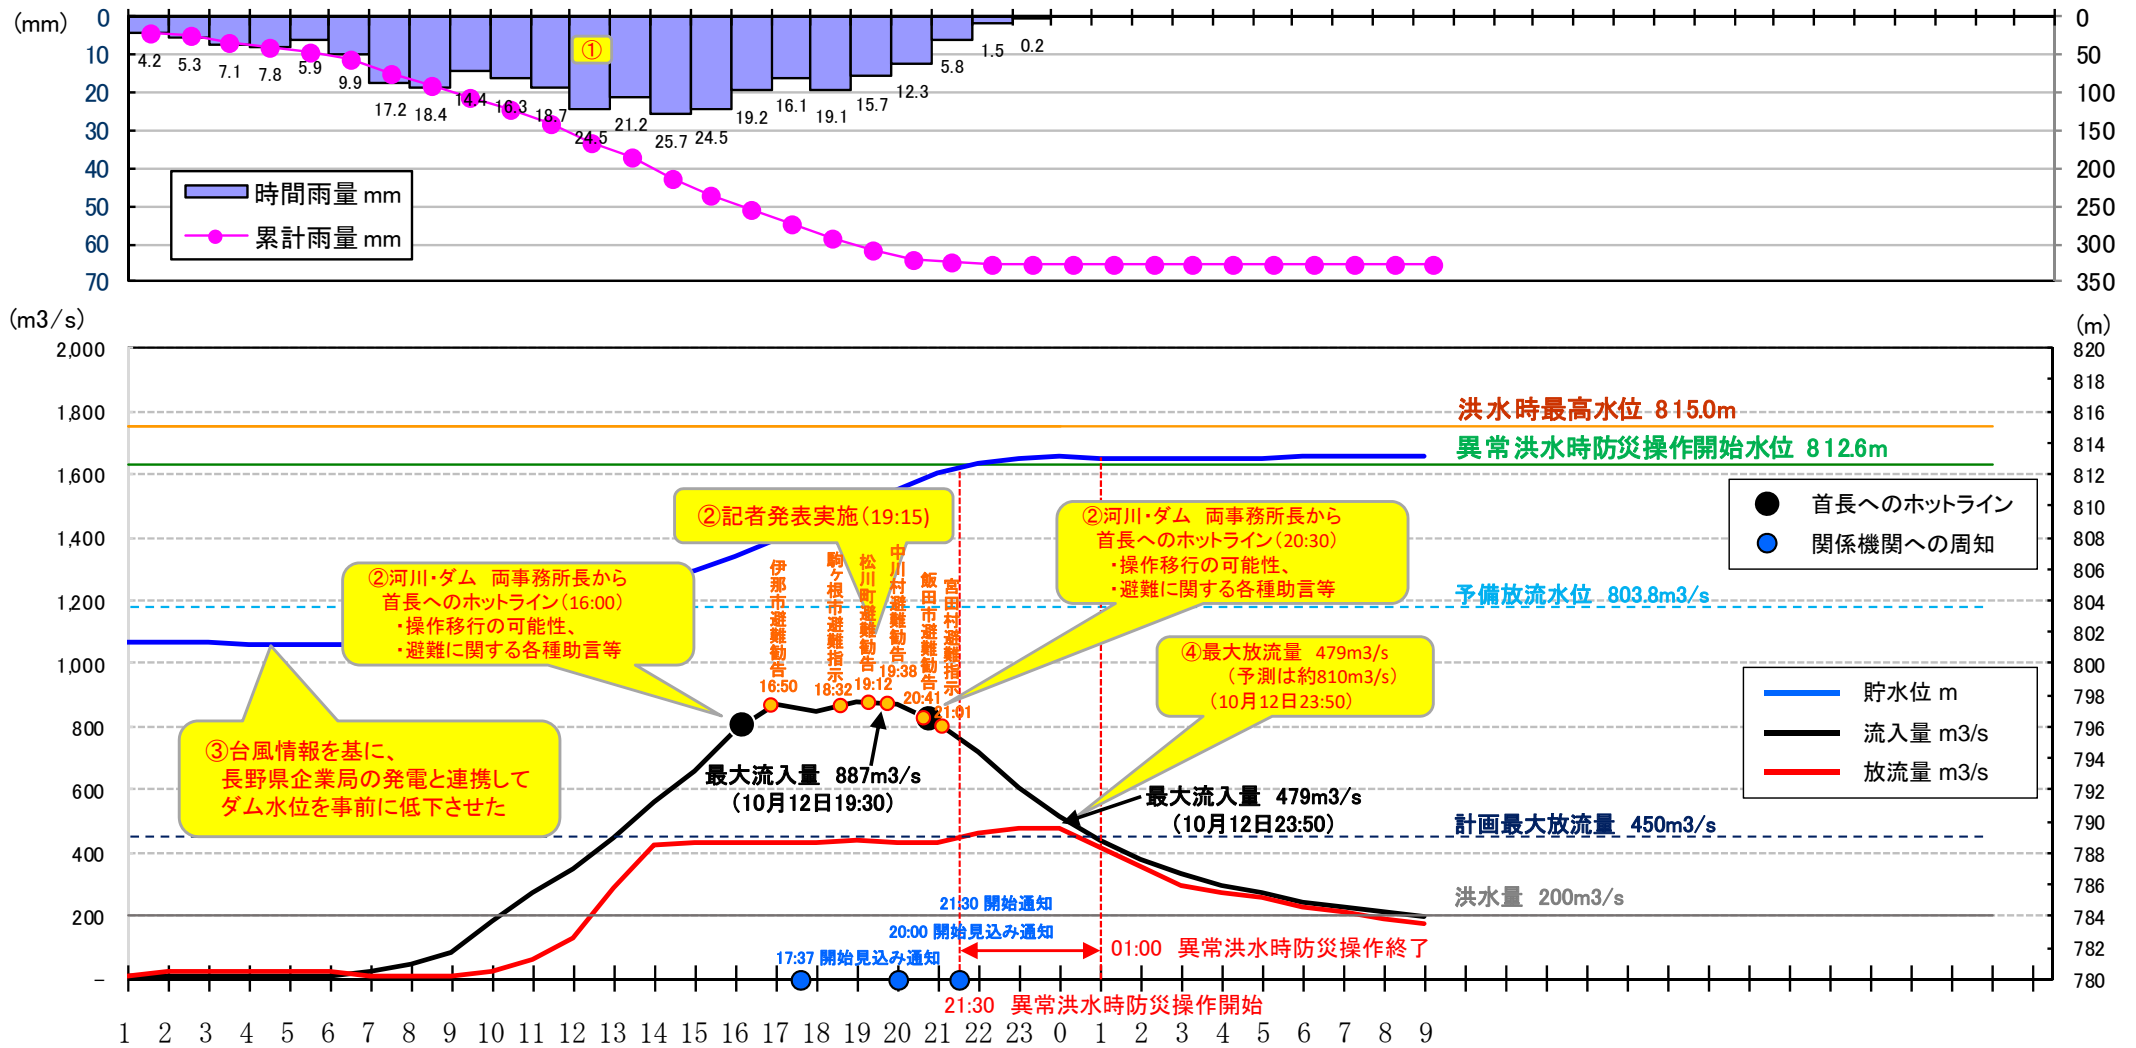 (mm)
0
10
20
30
40
50
60
70
0
50
100
150
200
250
300
350
①
4.2
5.3
7.1
7.8
5.9
9.9
17.2
18.4
14.4
16.3
18.7
24.5
21.2
25.7
24.5
19.2
16.1
19.1
15.7
12.3
5.8
1.5
0.2
時間雨量 mm
累計雨量 mm
(m3/s)
(m)
2,000
1,800
1,600
1,400
1,200
1,000
800
600
400
200
–
820
818
816
814
812
810
808
806
804
802
800
798
796
794
792
790
788
786
784
782
780
洪水時最高水位 815.0m
異常洪水時防災操作開始水位 812.6m
首長へのホットライン
関係機関への周知
予備放流水位 803.8m3/s
貯水位 m
流入量 m3/s
放流量 m3/s
計画最大放流量 450m3/s
洪水量 200m3/s
②記者発表実施(19:15)
②河川・ダム 両事務所長から
首長へのホットライン(20:30)
・操作移行の可能性、
・避難に関する各種助言等
②河川・ダム 両事務所長から
首長へのホットライン(16:00)
・操作移行の可能性、
・避難に関する各種助言等
伊那市避難勧告
16:50
駒ヶ根市避難指示
18:32
松川町避難勧告
19:12
中川村避難勧告
19:38
飯田市避難勧告
20:41
宮田村避難指示
21:01
④最大放流量 479m3/s
(予測は約810m3/s)
(10月12日23:50)
③台風情報を基に、
長野県企業局の発電と連携して
ダム水位を事前に低下させた
最大流入量 887m3/s
(10月12日19:30)
最大流入量 479m3/s
(10月12日23:50)
21:30 開始通知
20:00 開始見込み通知
17:37 開始見込み通知
01:00 異常洪水時防災操作終了
21:30 異常洪水時防災操作開始
1 2 3 4 5 6 7 8 9 10 11 12 13 14 15 16 17 18 19 20 21 22 23 0 1 2 3 4 5 6 7 8 9